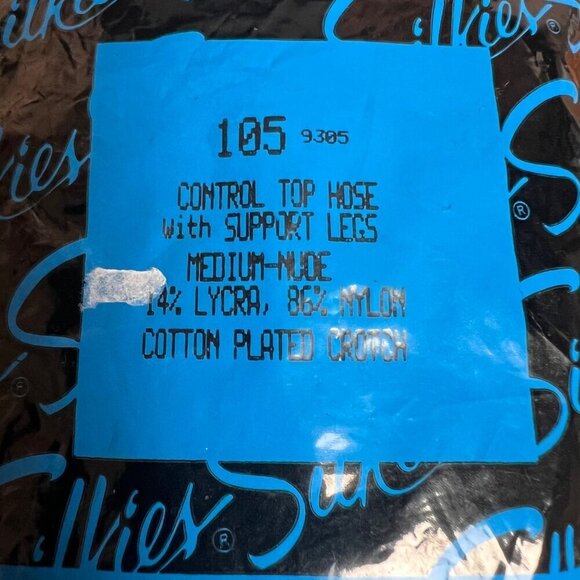 Silkies
Silkies®
105 9305
CONTROL TOP HOSE
With SUPPORT LEGS
MEDIUM-NUDE
14% LYCRA, 86% NYLON
COTTON PLATED CROTCH
®
®
Silkies®
Silkies